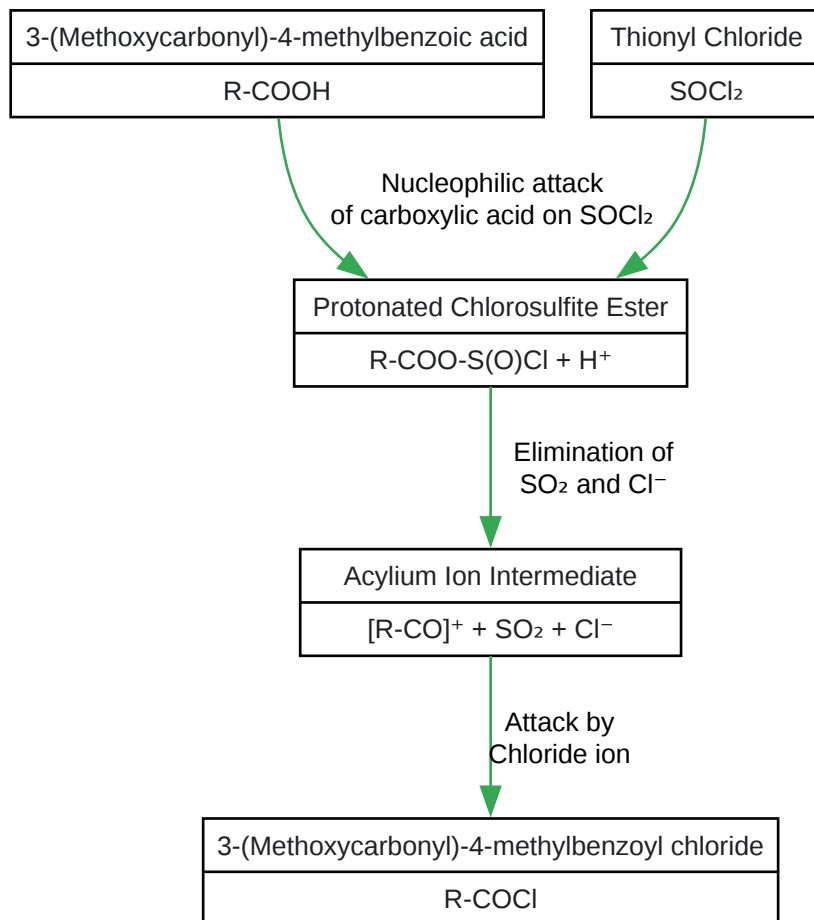 3-(Methoxycarbonyl)-4-methylbenzoic acid
R-COOH
Thionyl Chloride
SOCl₂
Nucleophilic attack
of carboxylic acid on SOCl₂
Protonated Chlorosulfite Ester
R-COO-S(O)Cl + H⁺
Elimination of
SO₂ and Cl⁻
Acylium Ion Intermediate
[R-CO]⁺ + SO₂ + Cl⁻
Attack by
Chloride ion
3-(Methoxycarbonyl)-4-methylbenzoyl chloride
R-COCl